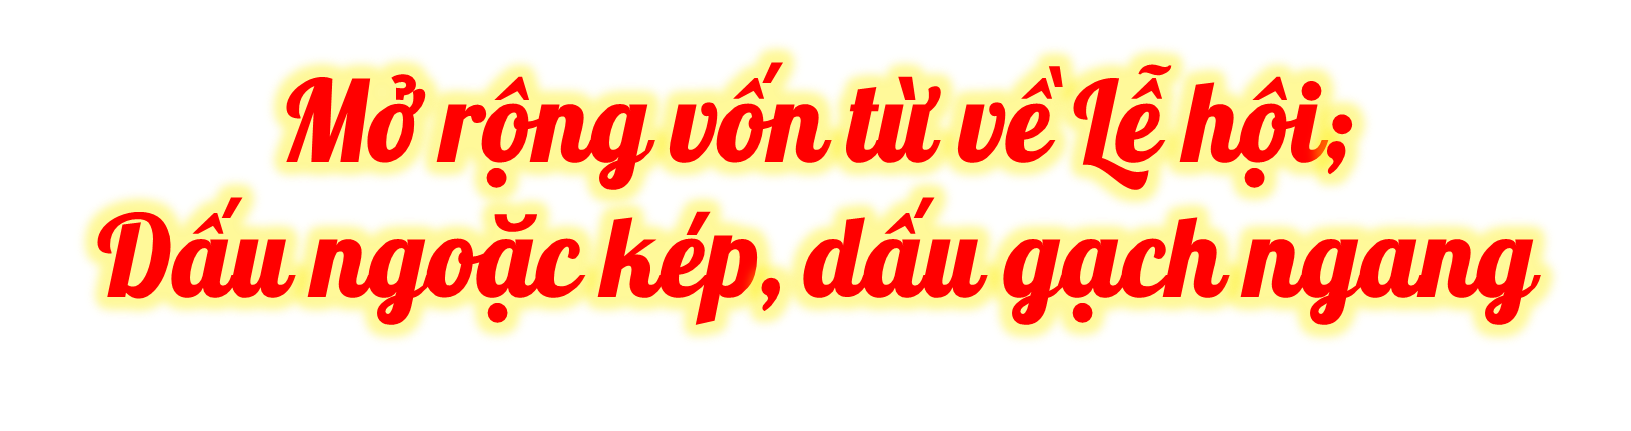 Mở rộng vốn từ về Lễ hội;
Dấu ngoặc kép, dấu gạch ngang